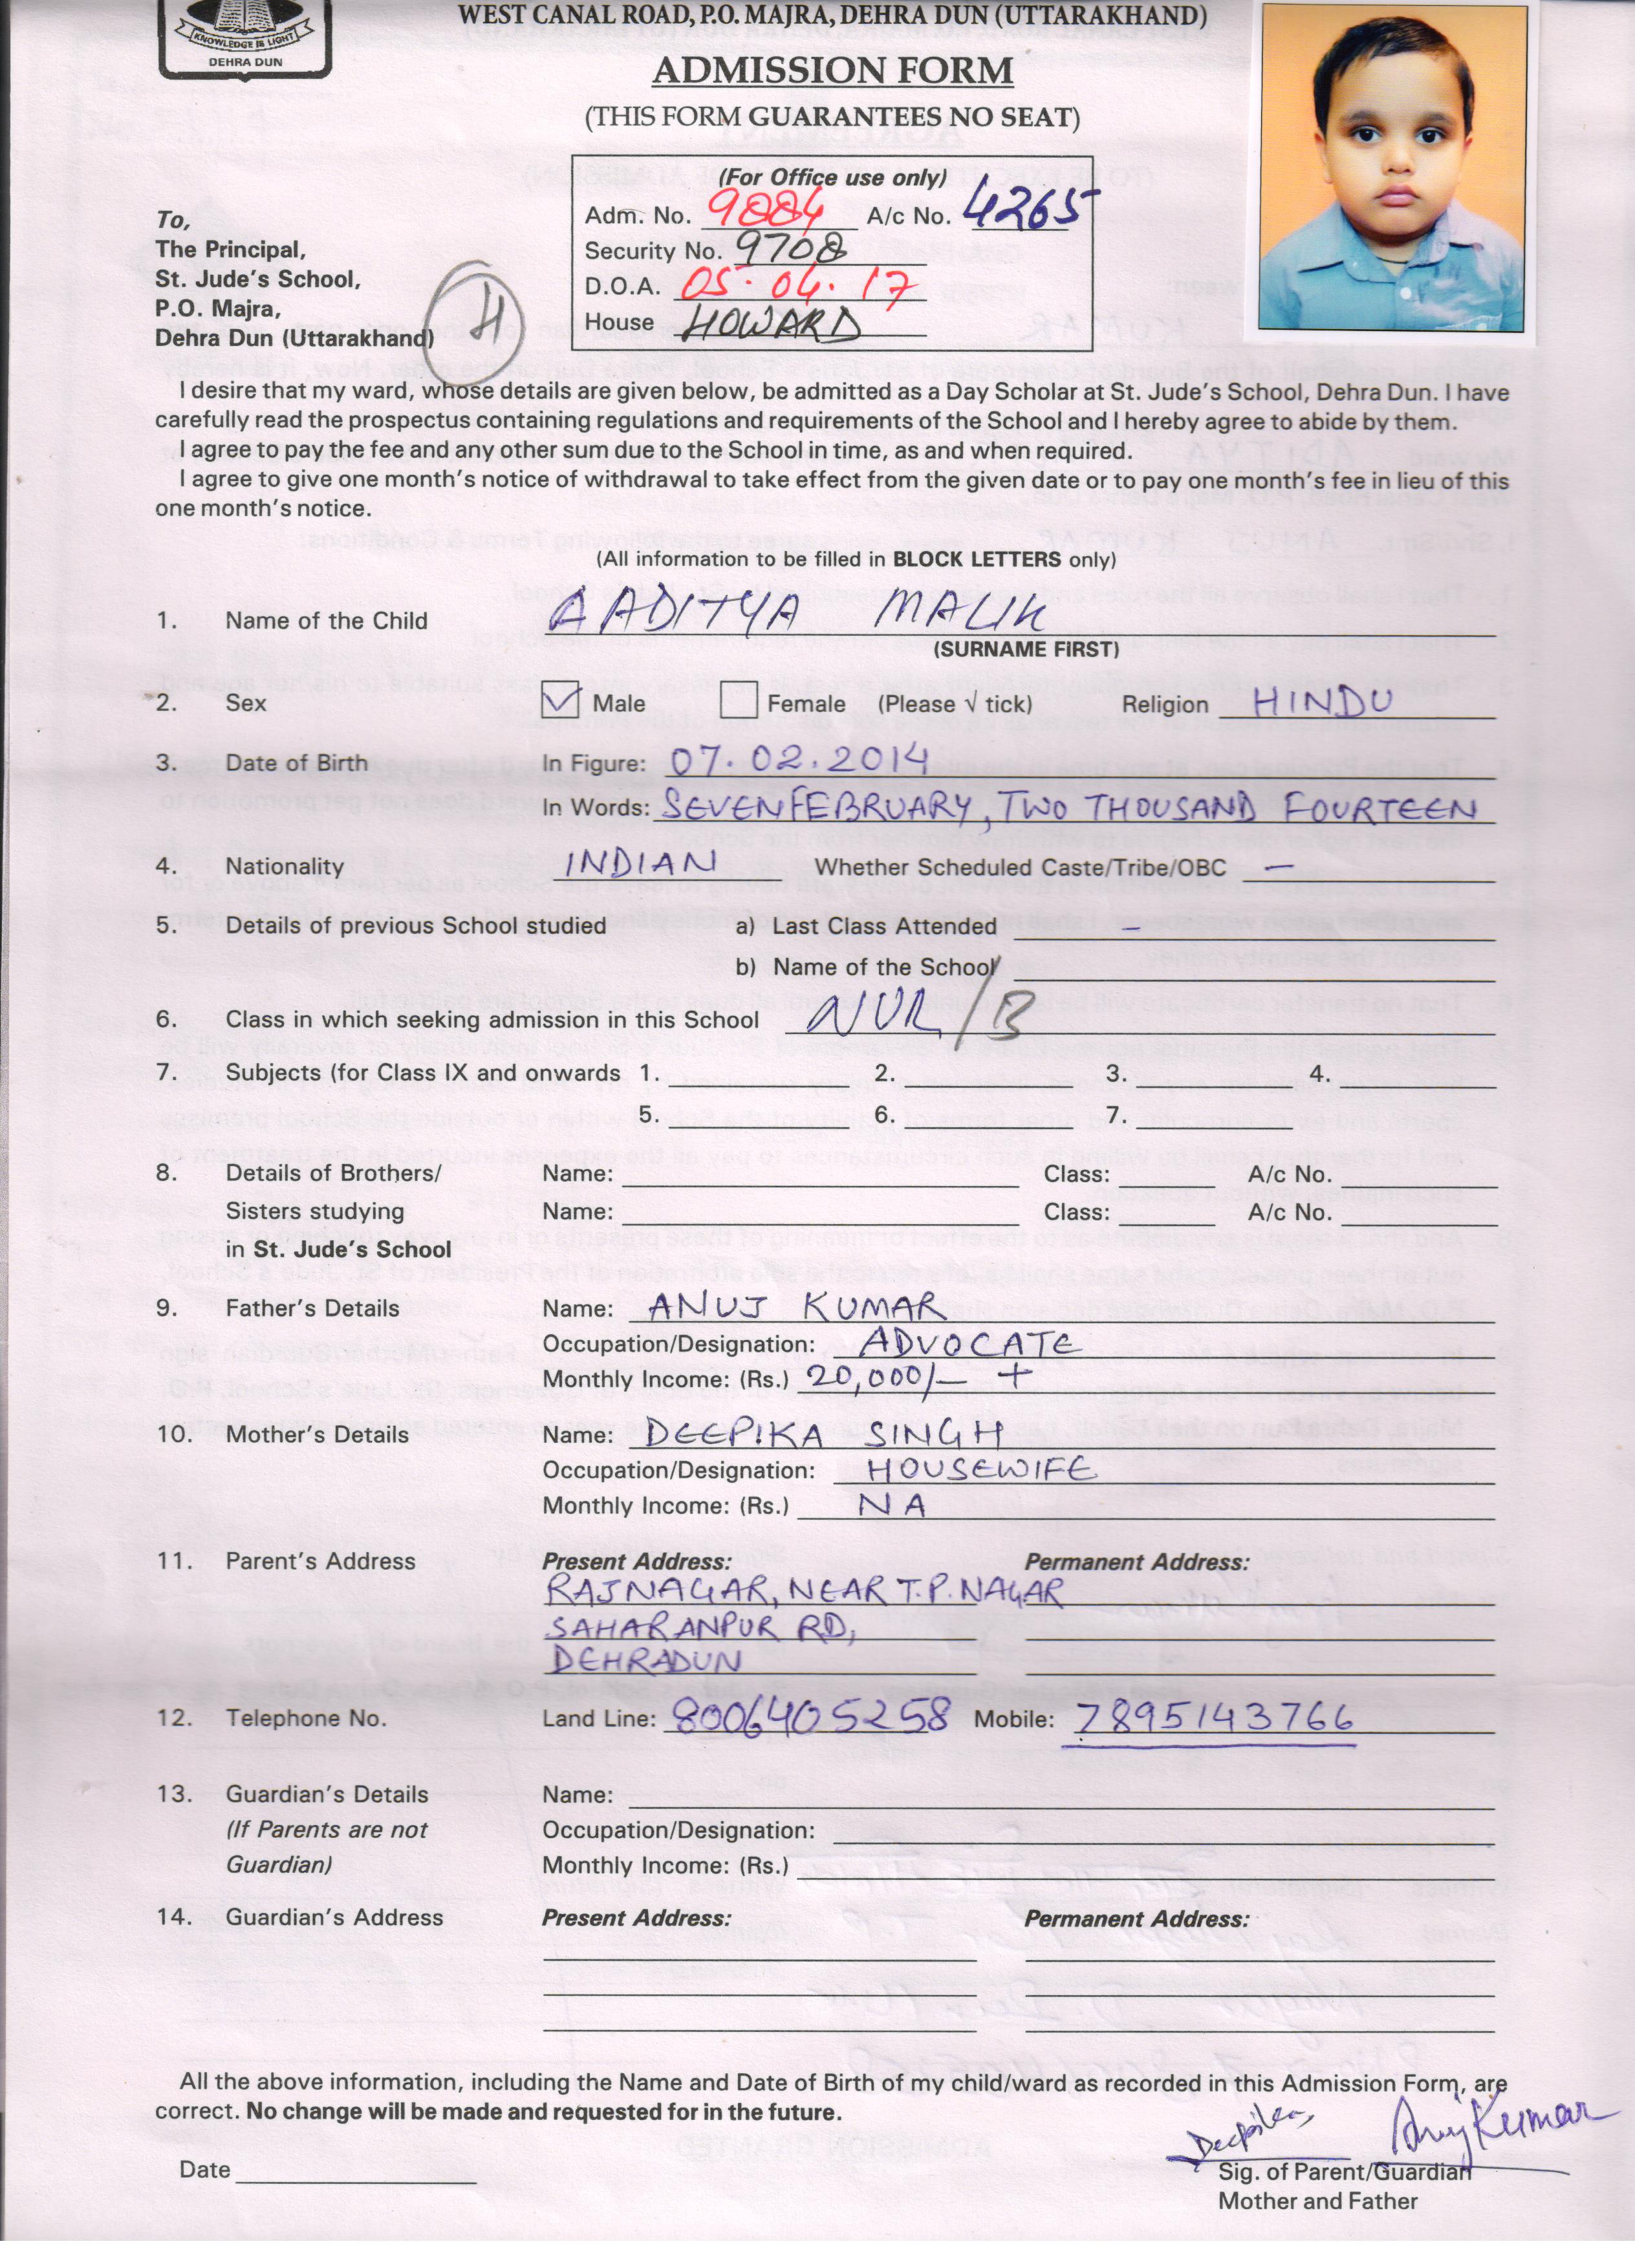 KNOWLEDGE IS LIGHT
DEHRA DUN
WEST CANAL ROAD, P.O. MAJRA, DEHRA DUN (UTTARAKHAND)
ADMISSION FORM
(THIS FORM GUARANTEES NO SEAT)
(For Office use only)
Adm. No. 9884 A/c No. 4265
Security No. 9708
D.O.A. 05.04.17
House HOWARD
To,
The Principal,
St. Jude's School,
P.O. Majra,
Dehra Dun (Uttarakhand)
H
I desire that my ward, whose details are given below, be admitted as a Day Scholar at St. Jude's School, Dehra Dun. I have
carefully read the prospectus containing regulations and requirements of the School and I hereby agree to abide by them.
I agree to pay the fee and any other sum due to the School in time, as and when required.
I agree to give one month's notice of withdrawal to take effect from the given date or to pay one month's fee in lieu of this
one month's notice.
(All information to be filled in BLOCK LETTERS only)
1. Name of the Child AADITYA MALIK
(SURNAME FIRST)
2. Sex ✓ Male Female (Please √ tick) Religion HINDU
3. Date of Birth In Figure: 07.02.2014
In Words: SEVEN FEBRUARY, TWO THOUSAND FOURTEEN
4. Nationality INDIAN Whether Scheduled Caste/Tribe/OBC –
5. Details of previous School studied a) Last Class Attended –
b) Name of the School
6. Class in which seeking admission in this School NUR/B
7. Subjects (for Class IX and onwards 1. 2. 3. 4.
5. 6. 7.
8. Details of Brothers/ Name: Class: A/c No.
Sisters studying Name: Class: A/c No.
in St. Jude's School
9. Father's Details Name: ANUJ KUMAR
Occupation/Designation: ADVOCATE
Monthly Income: (Rs.) 20,000/– +
10. Mother's Details Name: DEEPIKA SINGH
Occupation/Designation: HOUSEWIFE
Monthly Income: (Rs.) NA
11. Parent's Address Present Address: Permanent Address:
RAJNAGAR, NEAR T.P. NAGAR
SAHARANPUR RD,
DEHRADUN
12. Telephone No. Land Line: 8006405258 Mobile: 7895143766
13. Guardian's Details Name:
(If Parents are not Occupation/Designation:
Guardian) Monthly Income: (Rs.)
14. Guardian's Address Present Address: Permanent Address:
All the above information, including the Name and Date of Birth of my child/ward as recorded in this Admission Form, are
correct. No change will be made and requested for in the future.
Deepika Anuj Kumar
Date Sig. of Parent/Guardian
Mother and Father